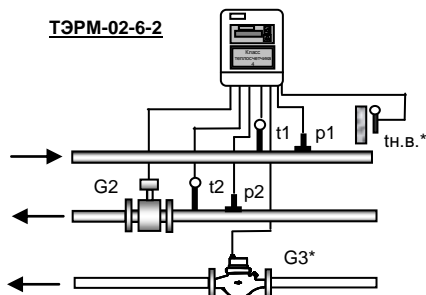 ТЭРМ-02-6-2
Класс
теплосчетчика
4
t1
p1
tн.в.*
G2
t2
p2
G3*